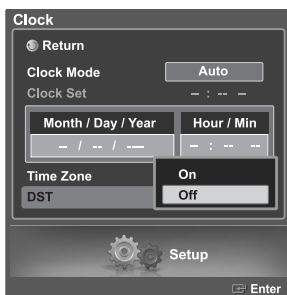 Clock
Return
Clock Mode Auto
Clock Set – : -- –
Month / Day / Year Hour / Min
– / -- / -–– – : -- --
Time Zone On
DST Off
Setup
Enter